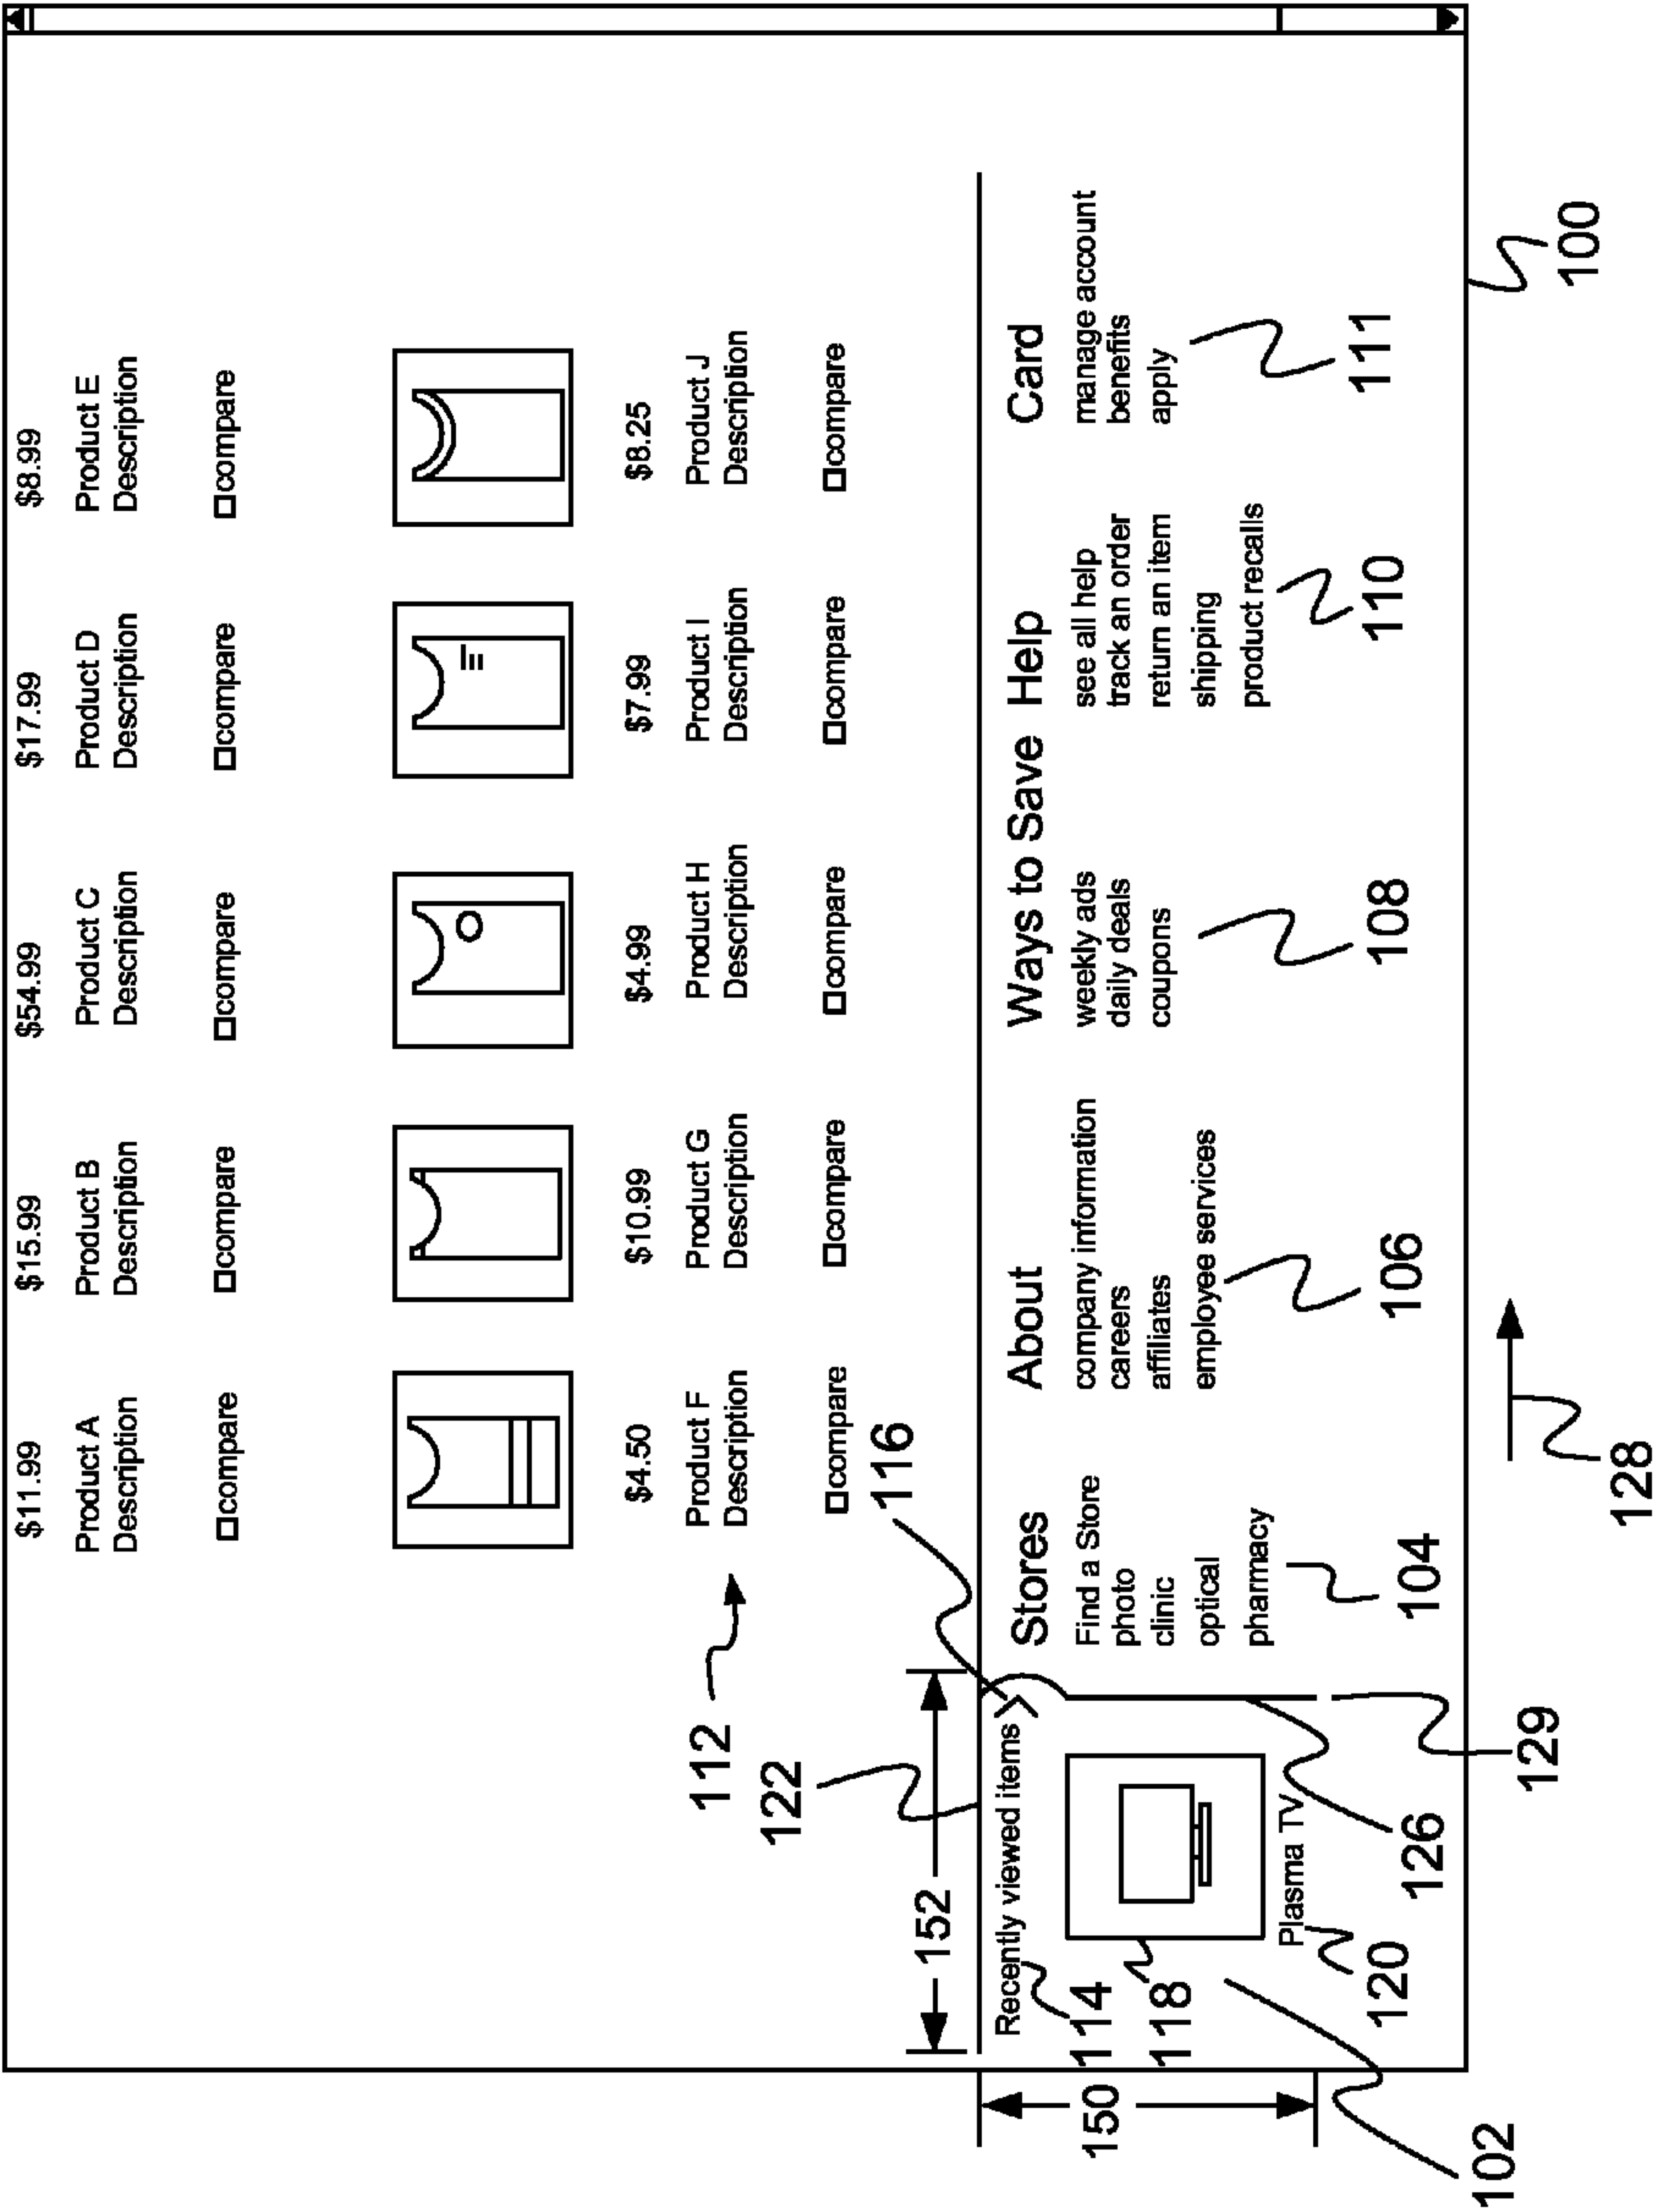 $11.99 $15.99 $54.99 $17.99 $8.99
Product A Product B Product C Product D Product E
Description Description Description Description Description
compare compare compare compare compare
$4.50 $10.99 $4.99 $7.99 $8.25
112
Product F Product G Product H Product I Product J
Description Description Description Description Description
122
compare compare compare compare compare
116
152
Recently viewed items
114
118
Plasma TV
120
126
129
150
102
Stores
Find a Store
photo
clinic
optical
pharmacy
104
About
company information
careers
affiliates
employee services
106
Ways to Save
weekly ads
daily deals
coupons
108
Help
see all help
track an order
return an item
shipping
product recalls
110
Card
manage account
benefits
apply
111
128
100